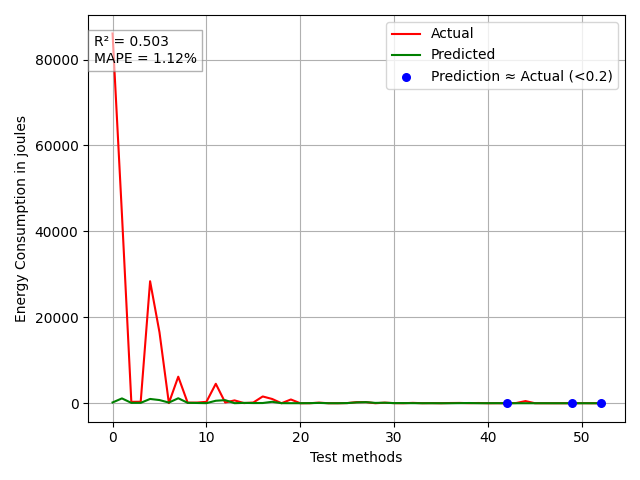 R² = 0.503
MAPE = 1.12%
Actual
Predicted
Prediction ≈ Actual (<0.2)
80000
60000
40000
20000
0
Energy Consumption in joules
0 10 20 30 40 50
Test methods